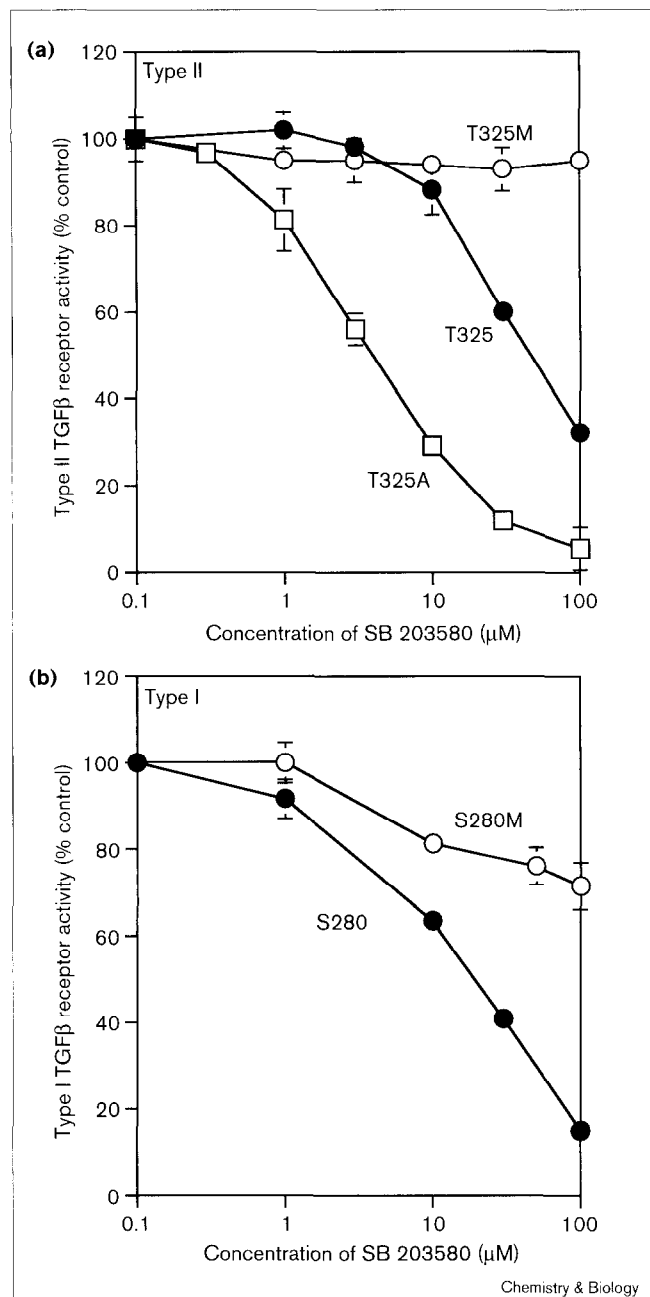 (a)
Type II
Type II TGFβ receptor activity (% control)
120
100
80
60
40
20
0
T325M
T325
T325A
0.1 1 10 100
Concentration of SB 203580 (μM)
(b)
Type I
Type I TGFβ receptor activity (% control)
120
100
80
60
40
20
0
S280M
S280
0.1 1 10 100
Concentration of SB 203580 (μM)
Chemistry & Biology